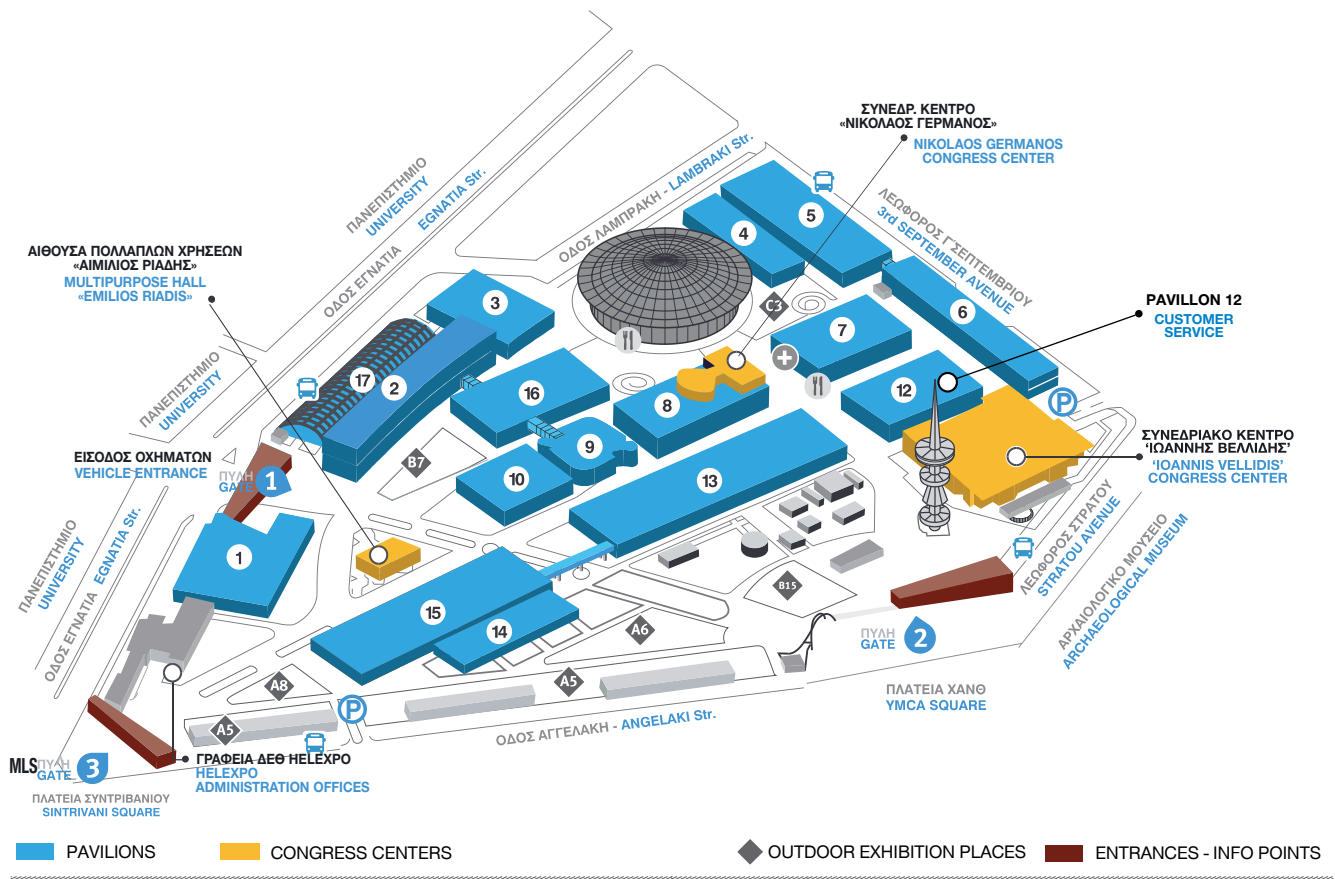 ΣΥΝΕΔΡ. ΚΕΝΤΡΟ
«ΝΙΚΟΛΑΟΣ ΓΕΡΜΑΝΟΣ»
NIKOLAOS GERMANOS
CONGRESS CENTER
ΠΑΝΕΠΙΣΤΗΜΙΟ
UNIVERSITY
ΟΔΟΣ ΕΓΝΑΤΙΑ
EGNATIA Str.
ΟΔΟΣ ΛΑΜΠΡΑΚΗ - LAMBRAKI Str.
ΛΕΩΦΟΡΟΣ Γ'ΣΕΠΤΕΜΒΡΙΟΥ
3rd SEPTEMBER AVENUE
ΑΙΘΟΥΣΑ ΠΟΛΛΑΠΛΩΝ ΧΡΗΣΕΩΝ
«ΑΙΜΙΛΙΟΣ ΡΙΑΔΗΣ»
MULTIPURPOSE HALL
«EMILIOS RIADIS»
PAVILLON 12
CUSTOMER
SERVICE
5
4
3
C3
6
7
17
2
16
12
8
9
P
ΠΑΝΕΠΙΣΤΗΜΙΟ
UNIVERSITY
ΕΙΣΟΔΟΣ ΟΧΗΜΑΤΩΝ
VEHICLE ENTRANCE
ΠΥΛΗ
GATE
1
B7
10
13
ΣΥΝΕΔΡΙΑΚΟ ΚΕΝΤΡΟ
'ΙΩΑΝΝΗΣ ΒΕΛΛΙΔΗΣ'
'IOANNIS VELLIDIS'
CONGRESS CENTER
ΠΑΝΕΠΙΣΤΗΜΙΟ
UNIVERSITY
ΟΔΟΣ ΕΓΝΑΤΙΑ
EGNATIA Str.
1
15
14
B15
A6
A8
A5
A5
P
ΛΕΩΦΟΡΟΣ ΣΤΡΑΤΟΥ
STRATOU AVENUE
ΑΡΧΑΙΟΛΟΓΙΚΟ ΜΟΥΣΕΙΟ
ARCHAEOLOGICAL MUSEUM
ΠΥΛΗ
GATE
2
ΠΛΑΤΕΙΑ ΧΑΝΘ
YMCA SQUARE
ΟΔΟΣ ΑΓΓΕΛΑΚΗ - ANGELAKI Str.
ΓΡΑΦΕΙΑ ΔΕΘ HELEXPO
HELEXPO
ADMINISTRATION OFFICES
MLS
ΠΥΛΗ
GATE
3
ΠΛΑΤΕΙΑ ΣΥΝΤΡΙΒΑΝΙΟΥ
SINTRIVANI SQUARE
PAVILIONS
CONGRESS CENTERS
OUTDOOR EXHIBITION PLACES
ENTRANCES - INFO POINTS